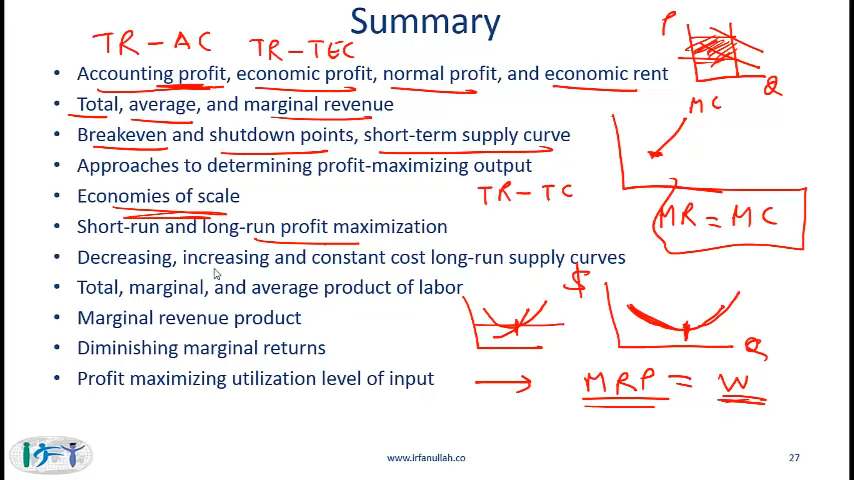 Summary
TR - AC TR - TEC
• Accounting profit, economic profit, normal profit, and economic rent
• Total, average, and marginal revenue
• Breakeven and shutdown points, short-term supply curve
• Approaches to determining profit-maximizing output
• Economies of scale
TR - TC
• Short-run and long-run profit maximization
• Decreasing, increasing and constant cost long-run supply curves
• Total, marginal, and average product of labor
• Marginal revenue product
• Diminishing marginal returns
• Profit maximizing utilization level of input
P
Q
MC
MR = MC
$
Q
MRP = W
www.irfanullah.co
27